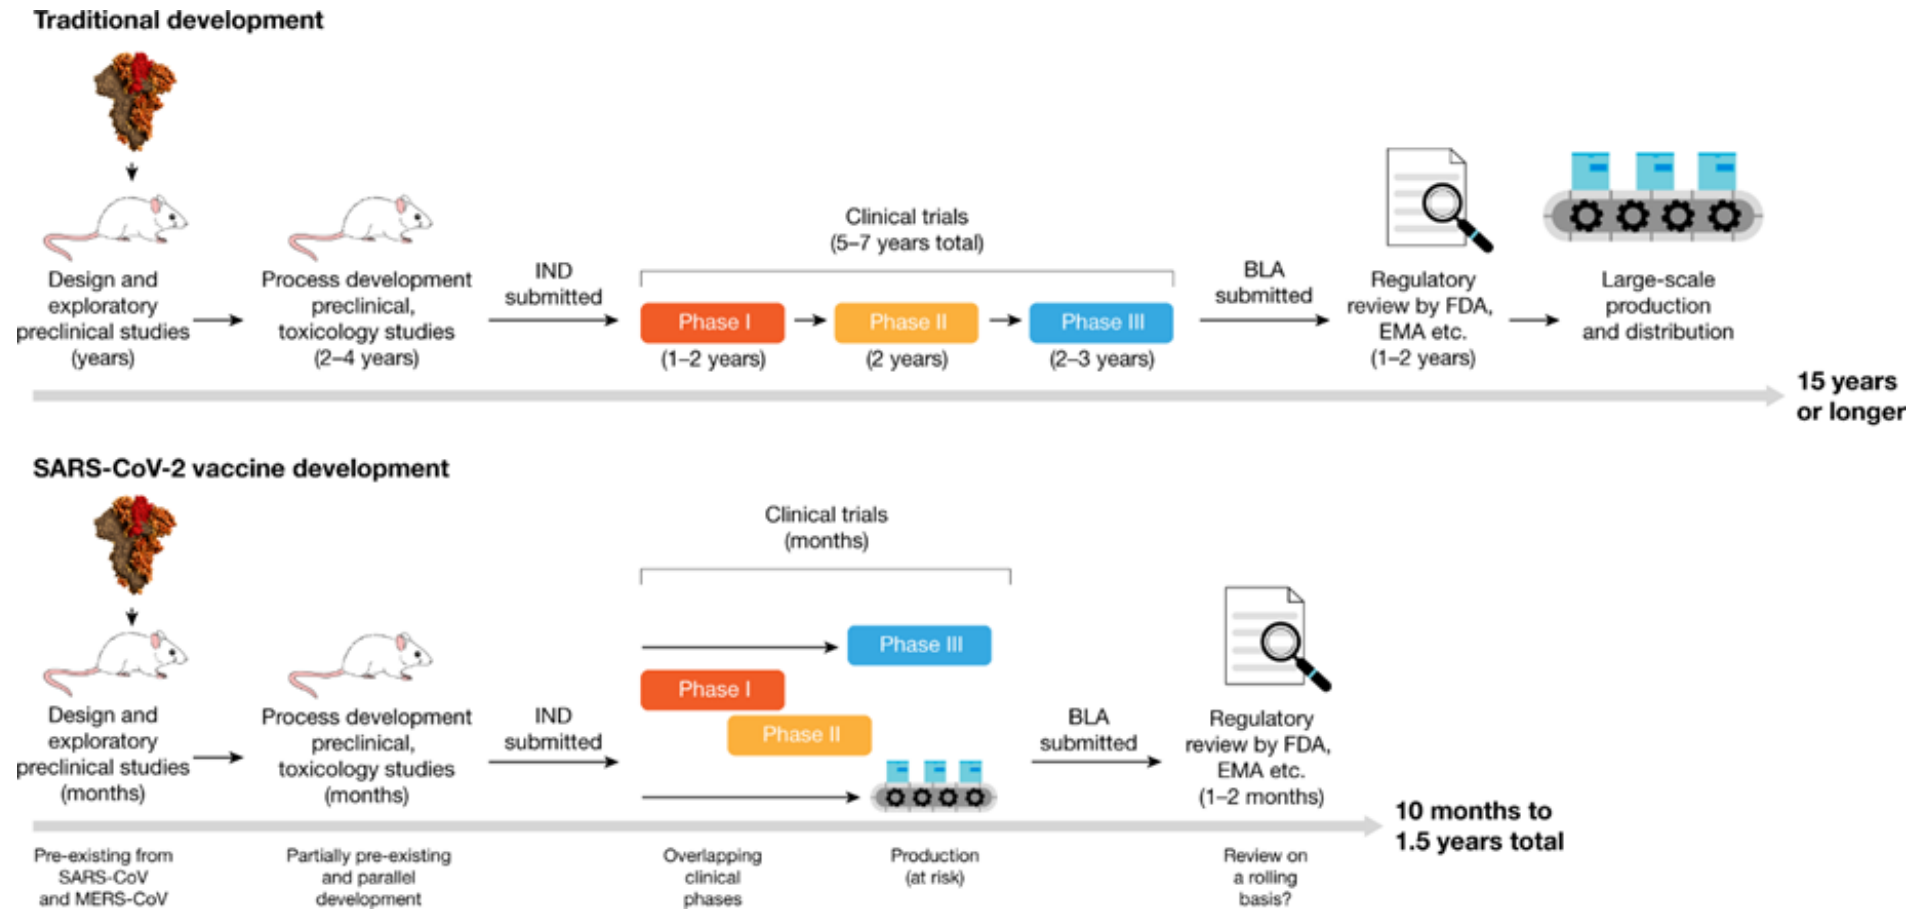 Traditional development
Design and
exploratory
preclinical studies
(years)
Process development
preclinical,
toxicology studies
(2–4 years)
IND
submitted
Clinical trials
(5–7 years total)
Phase I
(1–2 years)
Phase II
(2 years)
Phase III
(2–3 years)
BLA
submitted
Regulatory
review by FDA,
EMA etc.
(1–2 years)
Large-scale
production
and distribution
15 years
or longer
SARS-CoV-2 vaccine development
Design and
exploratory
preclinical studies
(months)
Process development
preclinical,
toxicology studies
(months)
IND
submitted
Clinical trials
(months)
Phase III
Phase I
Phase II
BLA
submitted
Regulatory
review by FDA,
EMA etc.
(1–2 months)
10 months to
1.5 years total
Pre-existing from
SARS-CoV
and MERS-CoV
Partially pre-existing
and parallel
development
Overlapping
clinical
phases
Production
(at risk)
Review on
a rolling
basis?